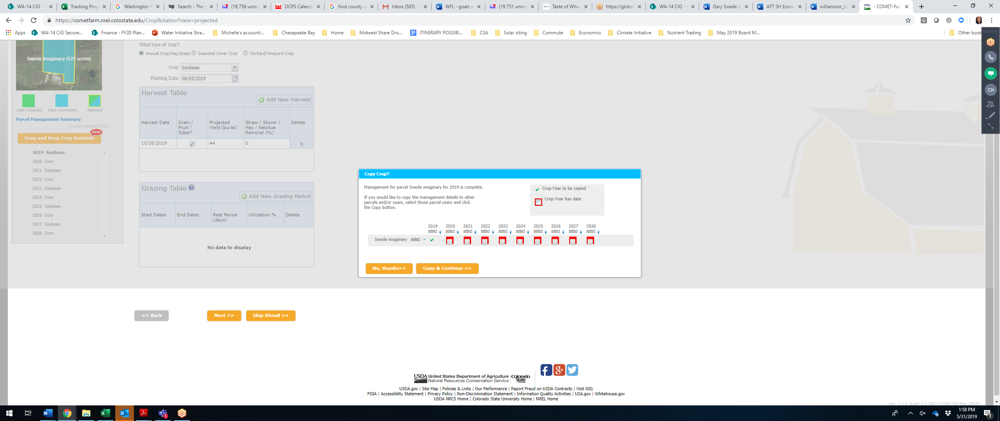 WA-14 CIG -
Tracking Prog
Washington
Search - The
(19,756 unrea
DCPS Calenda
ford county c
Inbox (505) -
WFL - goals a
(19,751 unrea
Taste of Whea
https://global
WA-14 CIG -
Gary Swede E
AFT SH Econo
williamson_Lis
- COMET-Far
https://cometfarm.nrel.colostate.edu/CropRotation?view=projected
Apps
WA-14 CIG Secure...
Finance - FY20 Plan...
Water Initiative Stra...
Michelle's accounti...
Chesapeake Bay
Home
Midwest Share Dro...
ITINERARY POSSIBI...
CSA
Solar siting
Commute
Economics
Climate Initiative
Nutrient Trading
May 2019 Board M...
Other book
Swede imaginary (123 acres)
Data complete
Data incomplete
Selected
Parcel Management Summary
[ Delete Selected Crop ]
NEW!
Drag and Drop Crop Rotation
2019 Soybean
2020 Corn
2021 Soybean
2022 Corn
2023 Soybean
2024 Corn
2025 Soybean
2026 Corn
2027 Soybean
2028 Corn
What type of crop?:
Annual Crop/Hay/Grass
Seasonal Cover Crop
Orchard/Vineyard Crop
Crop
Soybean
Planting Date
06/05/2019
Harvest Table
Add New Harvest
Harvest Date
Grain /
Fruit /
Tuber?
Projected
Yield (bu/ac)
Straw / Stover /
Hay / Residue
Removal (%)
Delete
10/26/2019
44
0
X
Grazing Table
Add New Grazing Period
Start Dates
End Dates
Rest Period
(days)
Utilization %
Delete
No data to display
Copy Crop?
Management for parcel Swede imaginary for 2019 is complete.
If you would like to copy the management details to other
parcels and/or years, select those parcel-years and click
the Copy button.
Crop-Year to be copied
Crop-Year has data
2019 2020 2021 2022 2023 2024 2025 2026 2027 2028
select select select select select select select select select select
Swede imaginary select
No, thanks>>
Copy & Continue >>
<< Back
Next >>
Skip Ahead >>
USDA United States Department of Agriculture
Natural Resources Conservation Service
Colorado
State
USDA.gov | Site Map | Policies & Links | Our Performance | Report Fraud on USDA Contracts | Visit OIG
FOIA | Accessibility Statement | Privacy Policy | Non-Discrimination Statement | Information Quality Activities | USA.gov | Whitehouse.gov
USDA NRCS Home | Colorado State University Home | NREL Home
Ver. 2.2.2, build 3.2.7087.27559 (28-May-2019)
1:58 PM
5/31/2019